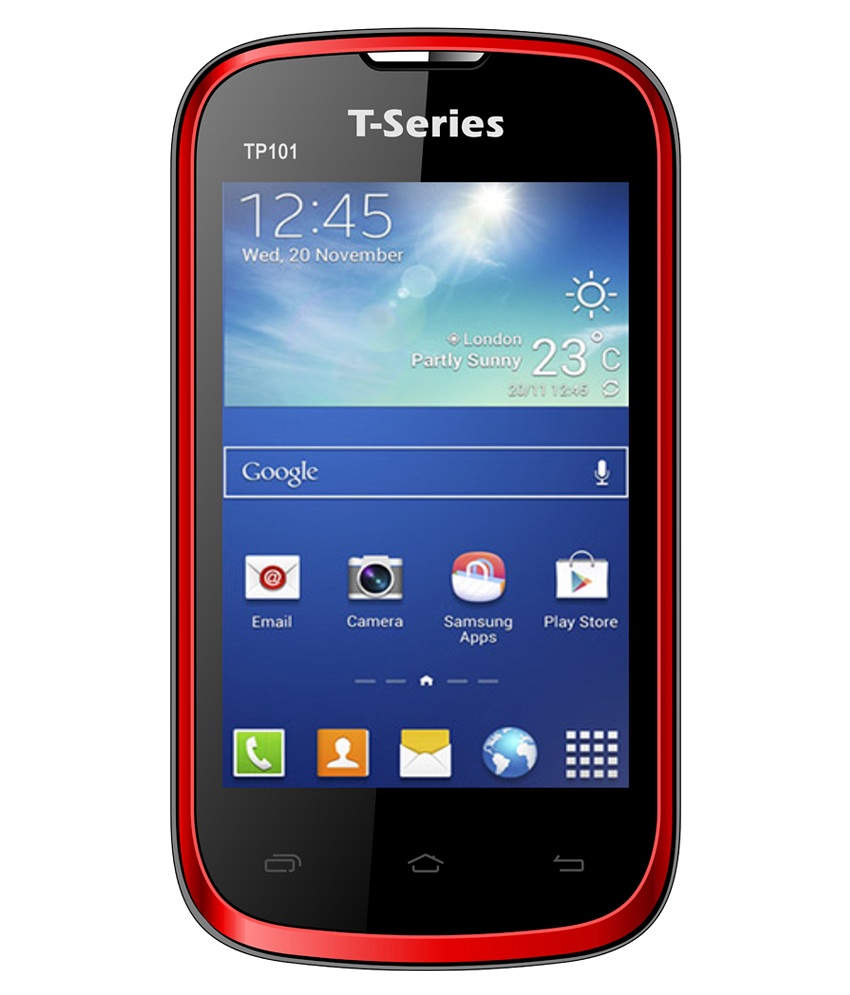 T-Series
TP101
12:45
Wed, 20 November
London
Partly Sunny 23°C
20/11 12:45
Google
Email Camera Samsung Apps Play Store